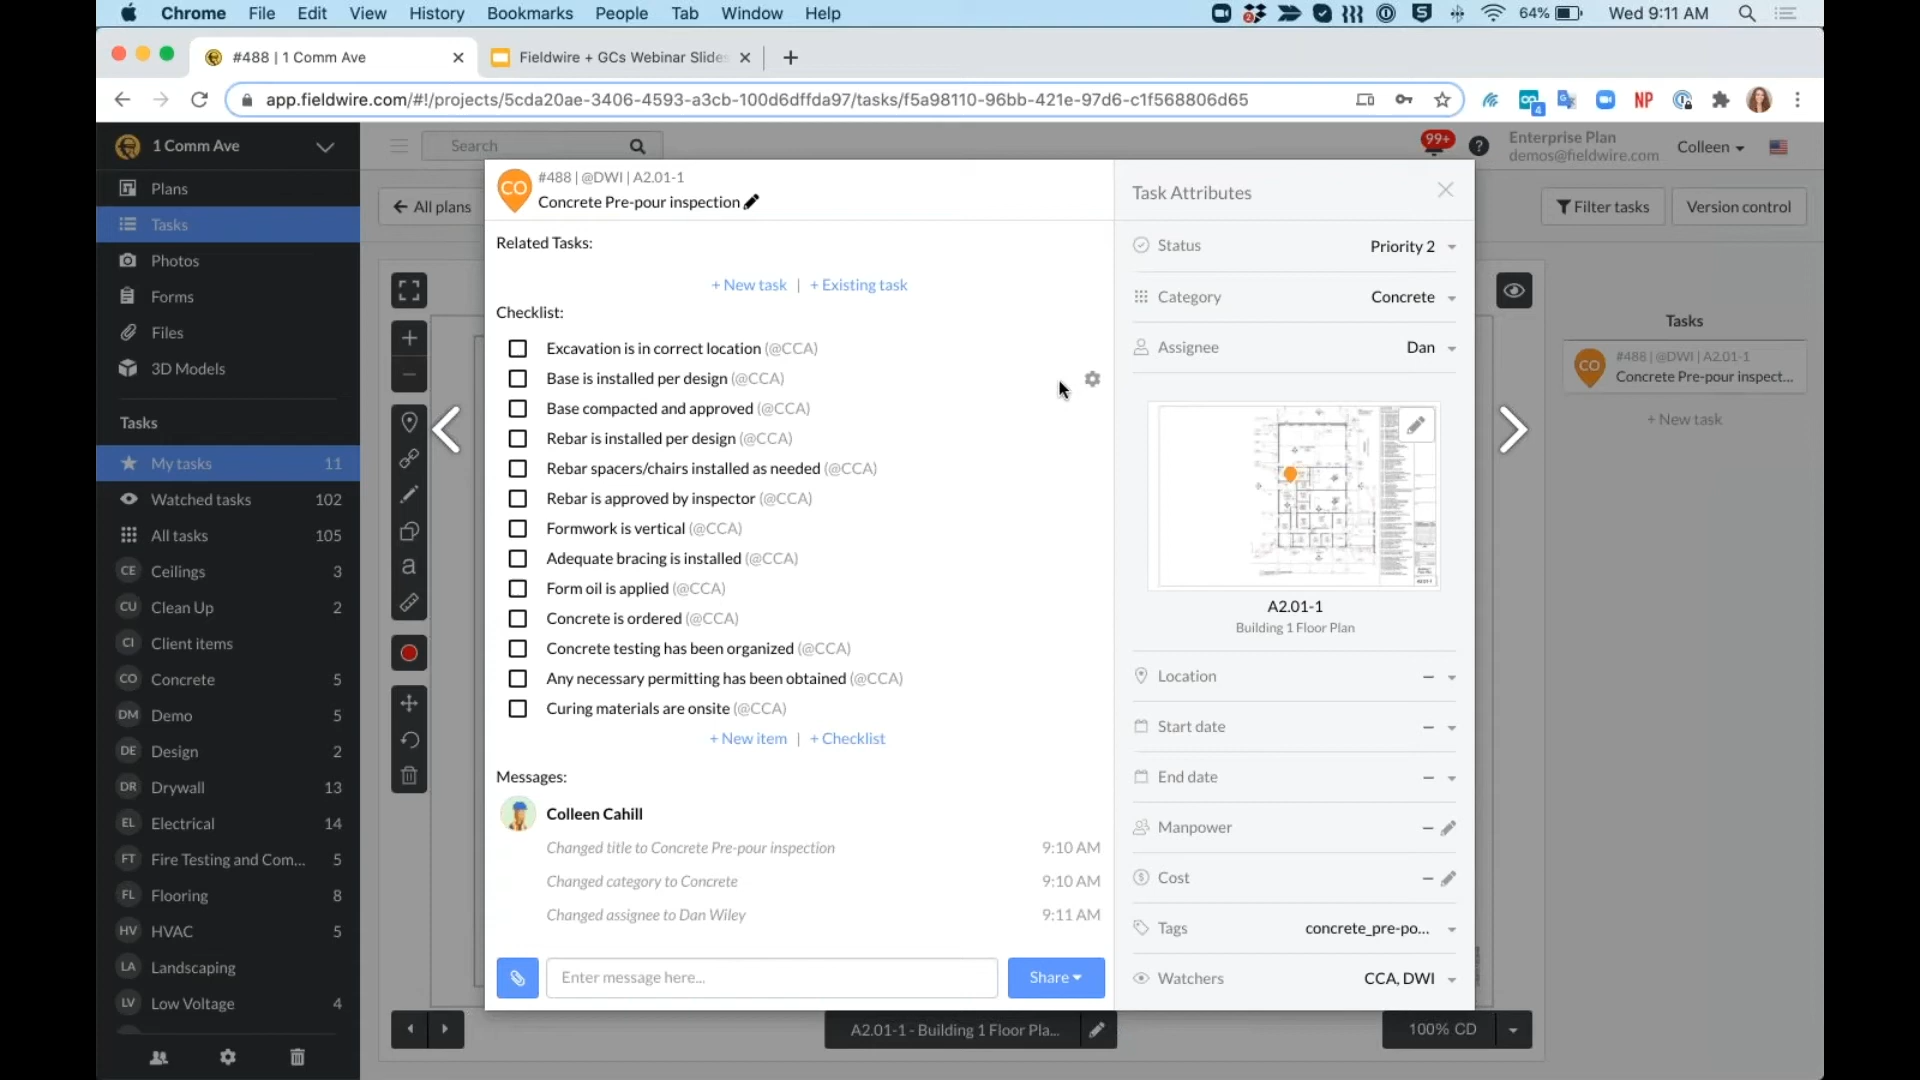 Chrome File Edit View History Bookmarks People Tab Window Help 64% Wed 9:11 AM
#488 | 1 Comm Ave
Fieldwire + GCs Webinar Slides
app.fieldwire.com/#!/projects/5cda20ae-3406-4593-a3cb-100d6dffda97/tasks/f5a98110-96bb-421e-97d6-c1f568806d65
4
NP
1 Comm Ave
Search
99+
Enterprise Plan
demos@fieldwire.com
Colleen
Plans
Tasks
Photos
Forms
Files
3D Models
Tasks
My tasks 11
Watched tasks 102
All tasks 105
CE Ceilings 3
CU Clean Up 2
CI Client items
CO Concrete 5
DM Demo 5
DE Design 2
DR Drywall 13
EL Electrical 14
FT Fire Testing and Com... 5
FL Flooring 8
HV HVAC 5
LA Landscaping
LV Low Voltage 4
All plans
Filter tasks
Version control
a
CO
#488 | @DWI | A2.01-1
Concrete Pre-pour inspection
Related Tasks:
+ New task | + Existing task
Checklist:
Excavation is in correct location (@CCA)
Base is installed per design (@CCA)
Base compacted and approved (@CCA)
Rebar is installed per design (@CCA)
Rebar spacers/chairs installed as needed (@CCA)
Rebar is approved by inspector (@CCA)
Formwork is vertical (@CCA)
Adequate bracing is installed (@CCA)
Form oil is applied (@CCA)
Concrete is ordered (@CCA)
Concrete testing has been organized (@CCA)
Any necessary permitting has been obtained (@CCA)
Curing materials are onsite (@CCA)
+ New item | + Checklist
Messages:
Colleen Cahill
Changed title to Concrete Pre-pour inspection 9:10 AM
Changed category to Concrete 9:10 AM
Changed assignee to Dan Wiley 9:11 AM
Enter message here...
Share
Task Attributes
Status Priority 2
Category Concrete
Assignee Dan
A2.01-1
Building 1 Floor Plan
Location –
Start date –
End date –
Manpower –
Cost –
Tags concrete_pre-po...
Watchers CCA, DWI
Tasks
CO
#488 | @DWI | A2.01-1
Concrete Pre-pour inspect...
+ New task
A2.01-1 - Building 1 Floor Pla...
100% CD